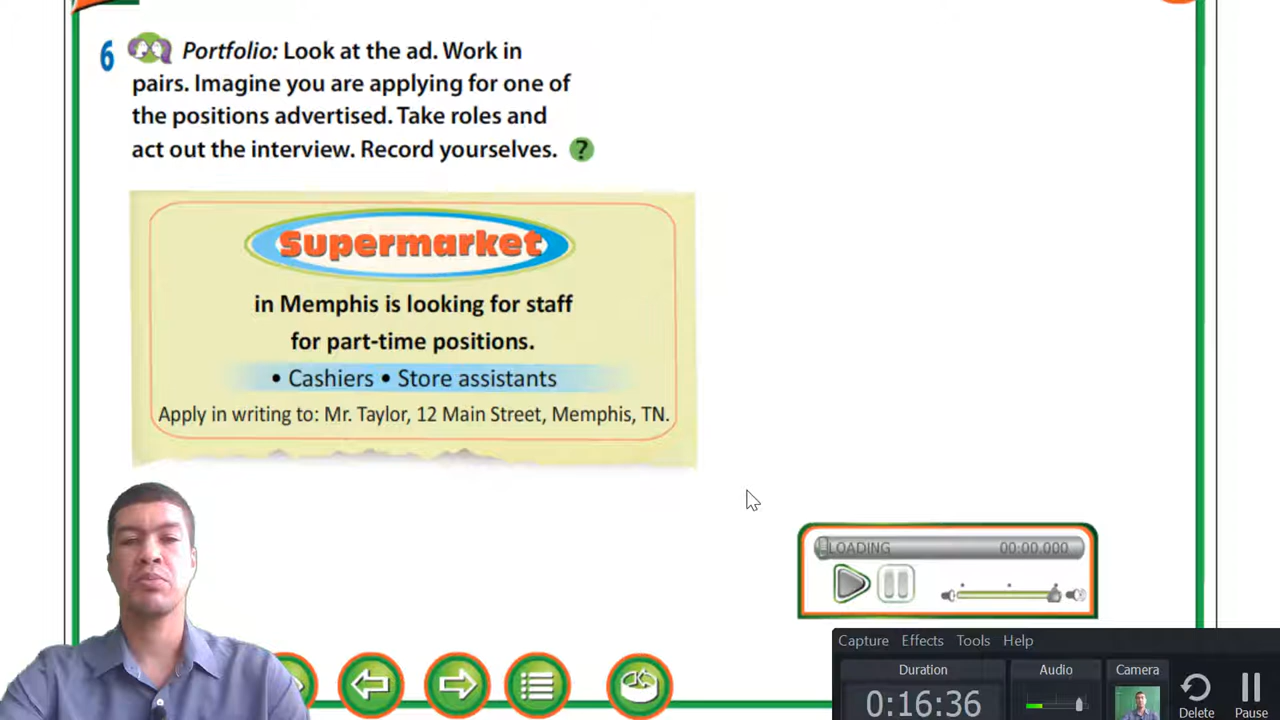 6 Portfolio: Look at the ad. Work in
pairs. Imagine you are applying for one of
the positions advertised. Take roles and
act out the interview. Record yourselves. ?
Supermarket
in Memphis is looking for staff
for part-time positions.
• Cashiers • Store assistants
Apply in writing to: Mr. Taylor, 12 Main Street, Memphis, TN.
LOADING 00:00.000
Capture Effects Tools Help
Duration Audio Camera
0:16:36 Delete Pause